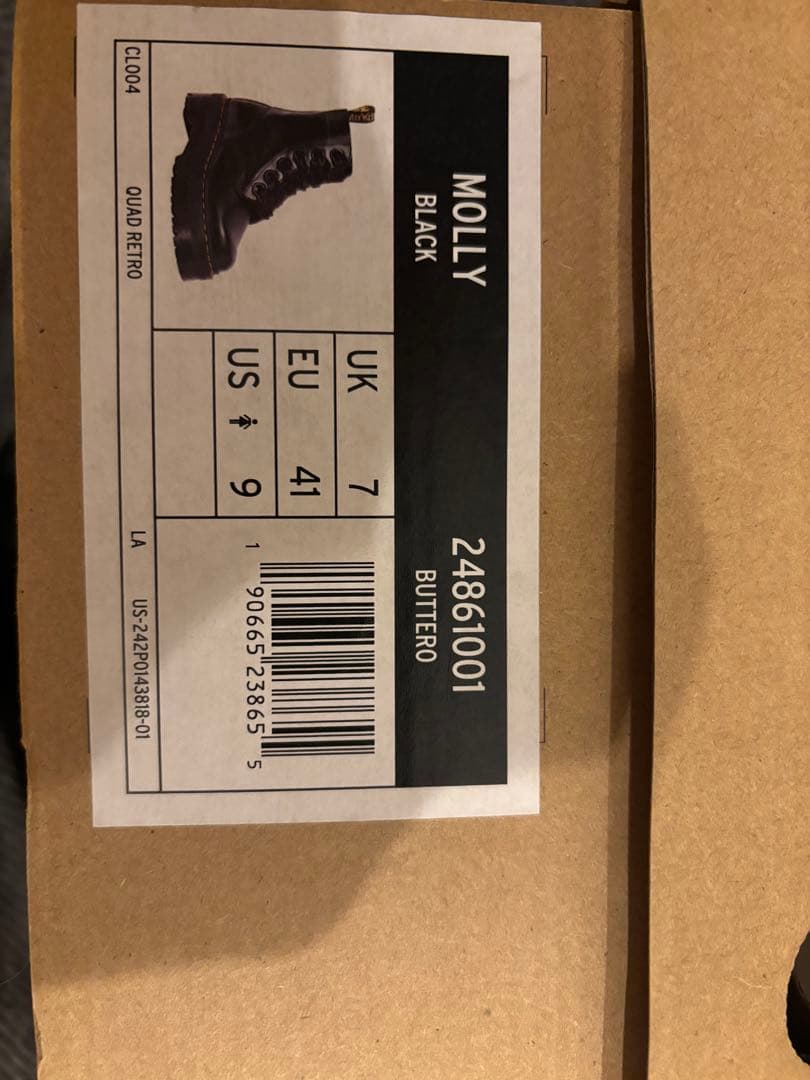 MOLLY 24861001
BLACK BUTTERO
UK 7
EU 41
US 9
1 90665 23865 5
CL004 QUAD RETRO LA US-242P0143818-01